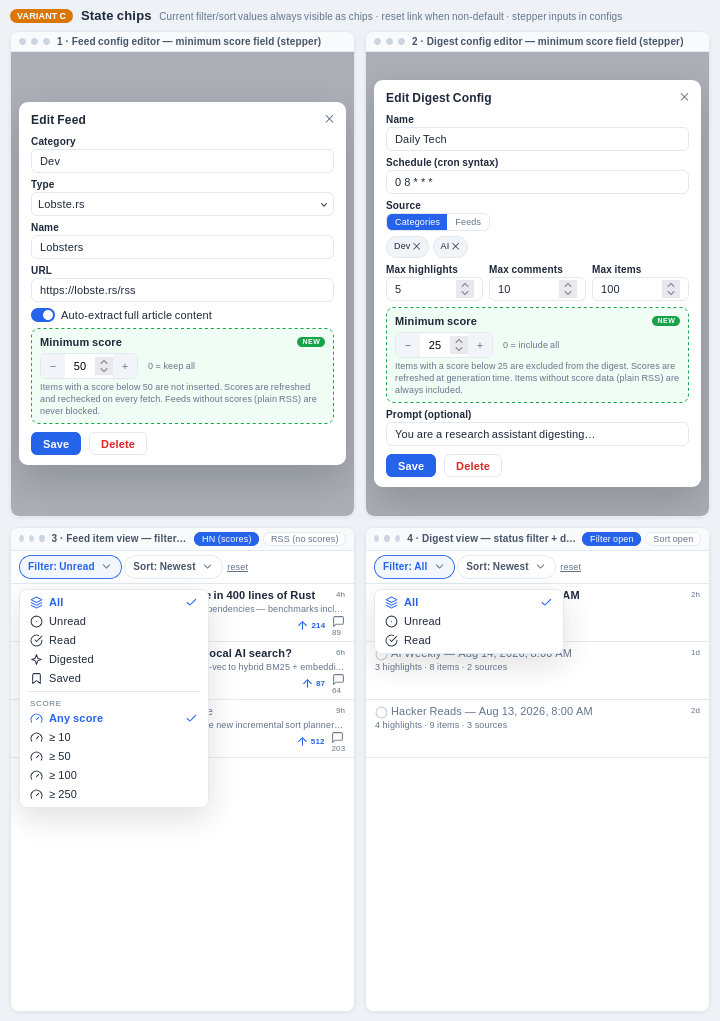 VARIANT C State chips Current filter/sort values always visible as chips · reset link when non-default · stepper inputs in configs
1 · Feed config editor — minimum score field (stepper)
Edit Feed
Category
Dev
Type
Lobste.rs
Name
Lobsters
URL
https://lobste.rs/rss
Auto-extract full article content
Minimum score NEW
− 50 + 0 = keep all
Items with a score below 50 are not inserted. Scores are refreshed
and rechecked on every fetch. Feeds without scores (plain RSS) are
never blocked.
Save Delete
2 · Digest config editor — minimum score field (stepper)
Edit Digest Config
Name
Daily Tech
Schedule (cron syntax)
0 8 * * *
Source
Categories Feeds
Dev AI
Max highlights Max comments Max items
5 10 100
Minimum score NEW
− 25 + 0 = include all
Items with a score below 25 are excluded from the digest. Scores are
refreshed at generation time. Items without score data (plain RSS) are
always included.
Prompt (optional)
You are a research assistant digesting…
Save Delete
3 · Feed item view — filter… HN (scores) RSS (no scores)
Filter: Unread Sort: Newest reset
All
Unread
Read
Digested
Saved
SCORE
Any score
≥ 10
≥ 50
≥ 100
≥ 250
in 400 lines of Rust 4h
benchmarks incl…
214
89
local AI search? 6h
-vec to hybrid BM25 + embeddi…
87
64
9h
new incremental sort planner…
512
203
4 · Digest view — status filter + d… Filter open Sort open
Filter: All Sort: Newest reset
All
Unread
Read
AM 2h
AI Weekly — Aug 14, 2026, 8:00 AM 1d
3 highlights · 8 items · 2 sources
Hacker Reads — Aug 13, 2026, 8:00 AM 2d
4 highlights · 9 items · 3 sources